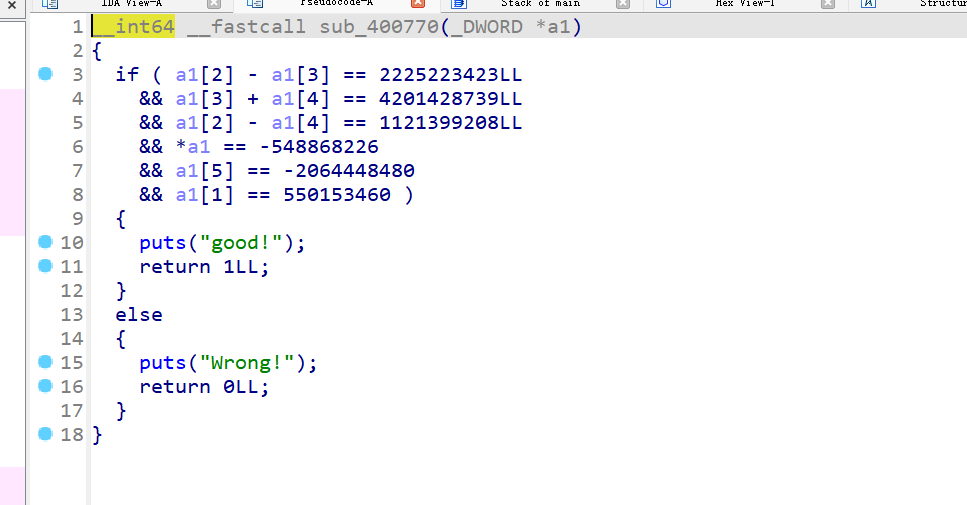 IDA View-A Pseudocode-A Stack of main Hex View-1 Structur
1 __int64 __fastcall sub_400770(_DWORD *a1)
2 {
3 if ( a1[2] - a1[3] == 2225223423LL
4 && a1[3] + a1[4] == 4201428739LL
5 && a1[2] - a1[4] == 1121399208LL
6 && *a1 == -548868226
7 && a1[5] == -2064448480
8 && a1[1] == 550153460 )
9 {
10 puts("good!");
11 return 1LL;
12 }
13 else
14 {
15 puts("Wrong!");
16 return 0LL;
17 }
18 }